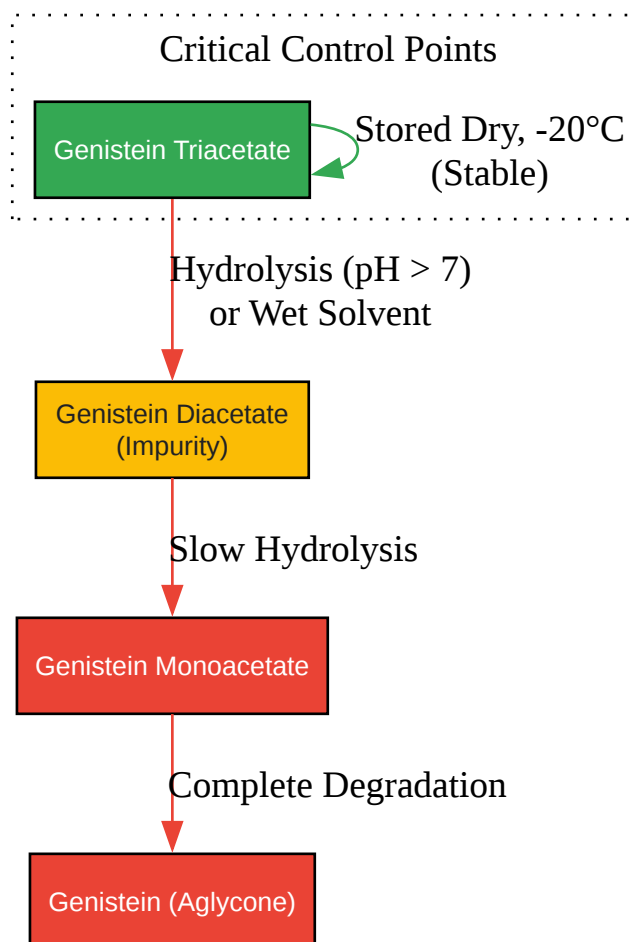 Critical Control Points
Genistein Triacetate
Stored Dry, -20°C
(Stable)
Hydrolysis (pH > 7)
or Wet Solvent
Genistein Diacetate
(Impurity)
Slow Hydrolysis
Genistein Monoacetate
Complete Degradation
Genistein (Aglycone)